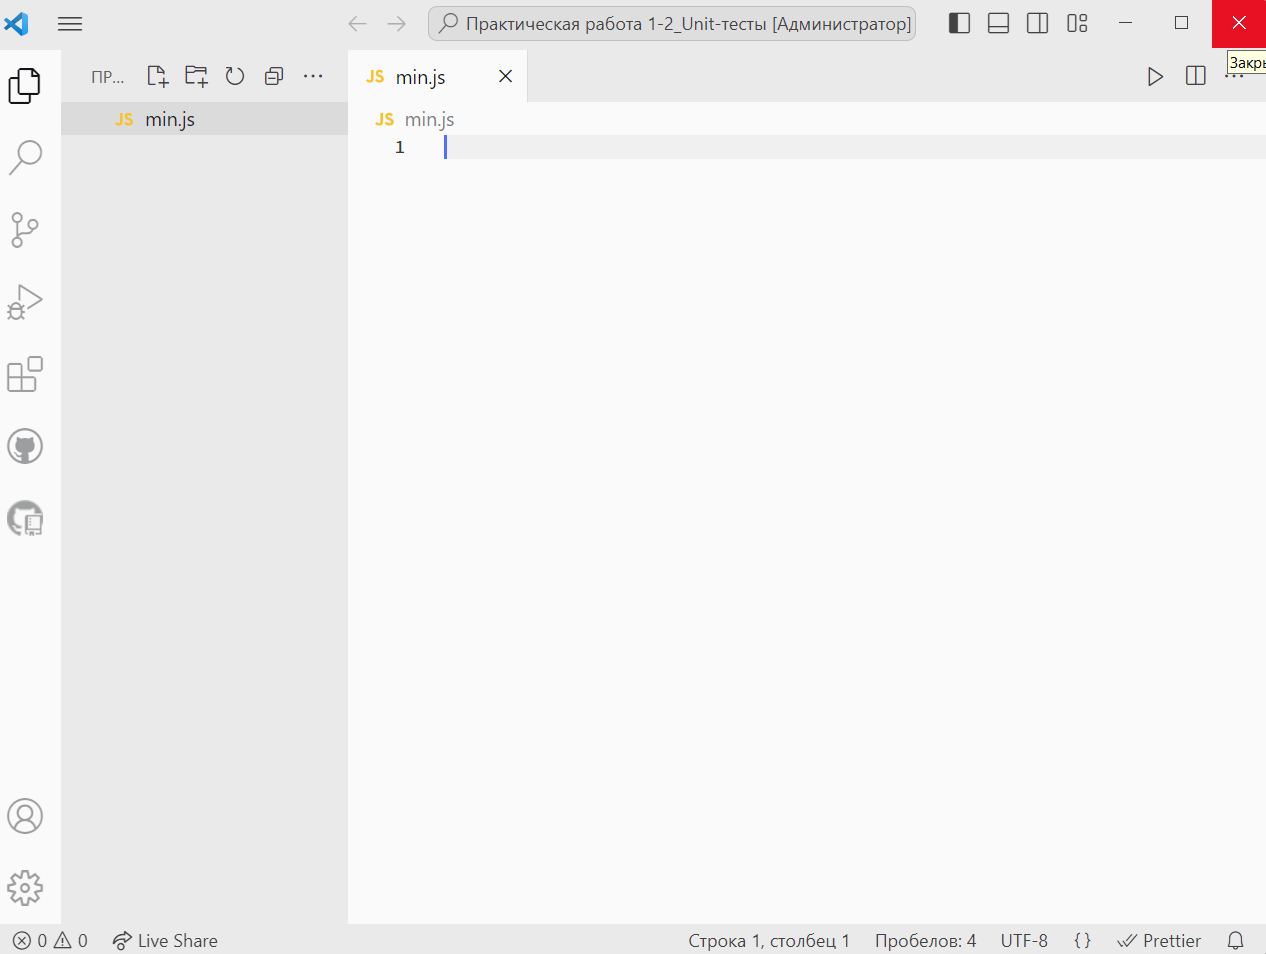 Практическая работа 1-2_Unit-тесты [Администратор]
Закры
ПР...
JS min.js
JS min.js
JS min.js
1
0 0 Live Share
Строка 1, столбец 1 Пробелов: 4 UTF-8 {} Prettier